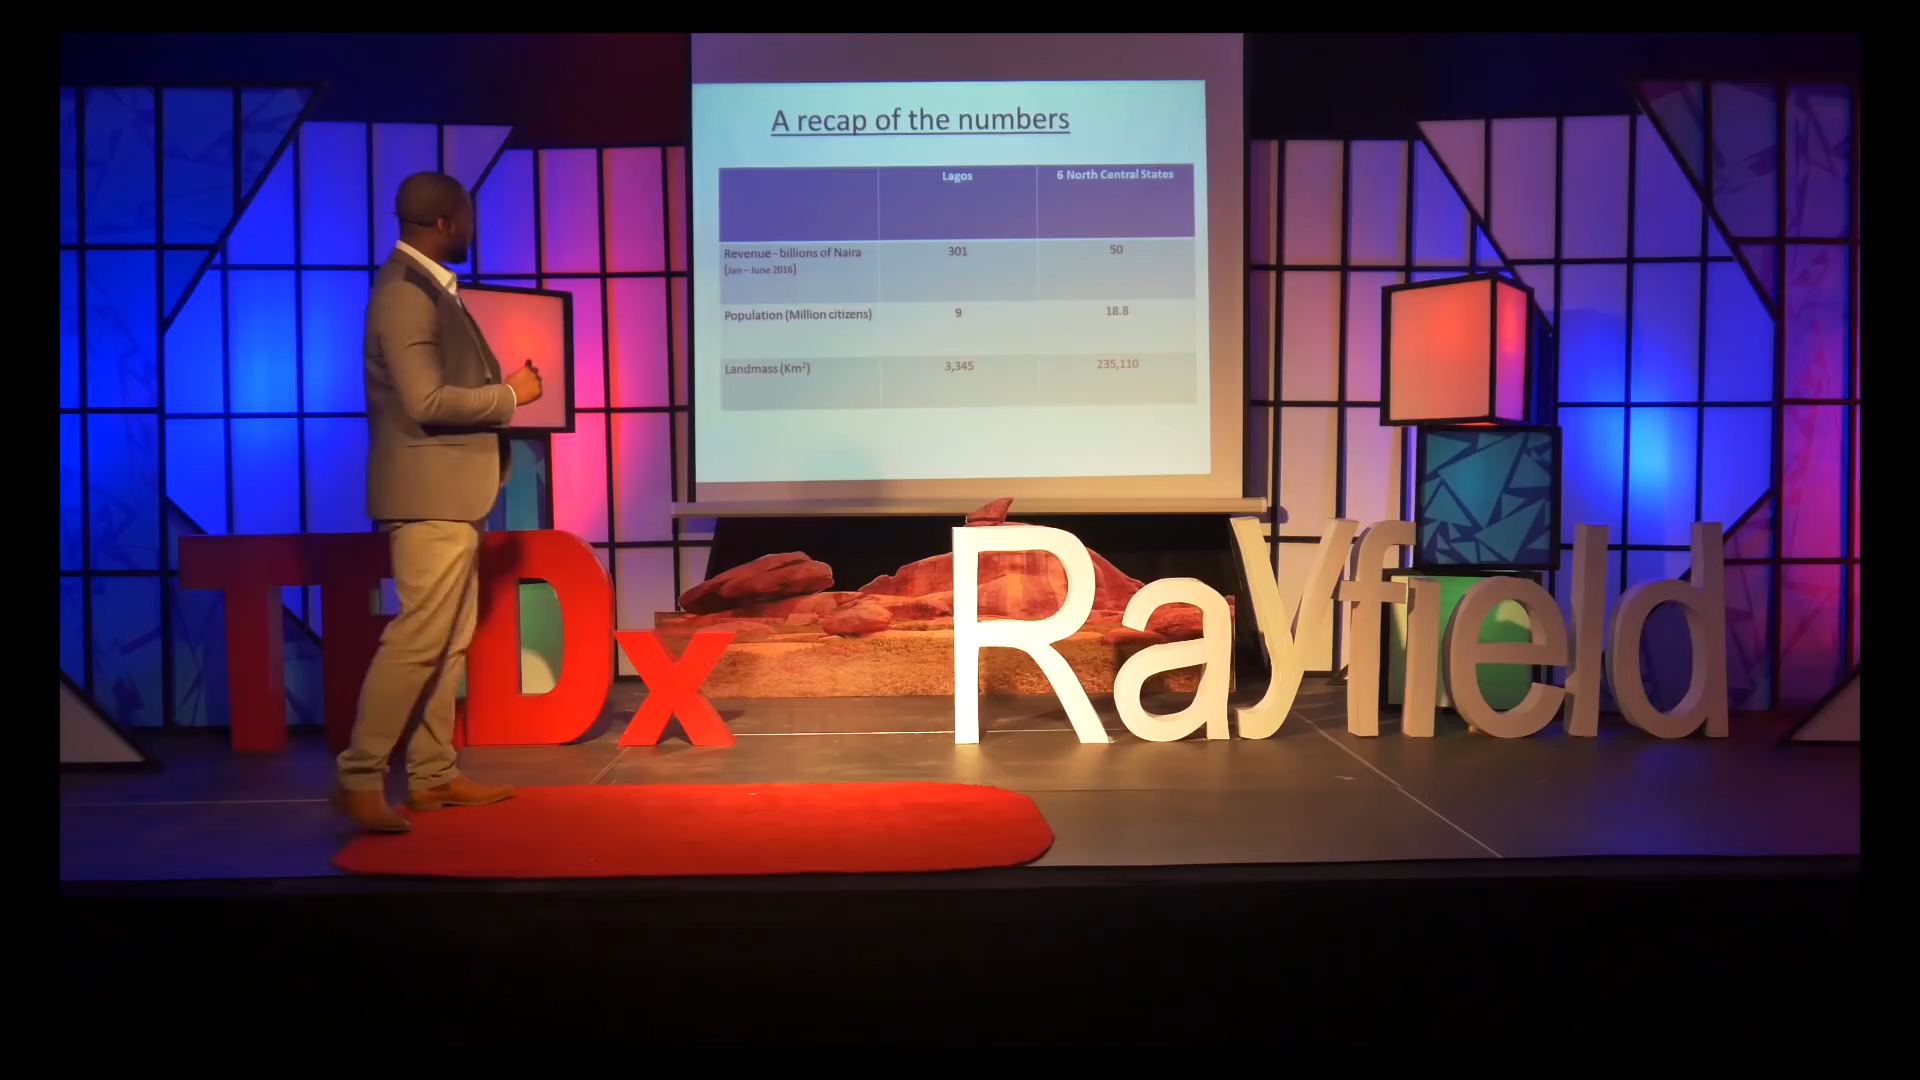 A recap of the numbers
Lagos
6 North Central States
Revenue - billions of Naira
(Jan – June 2016)
301
50
Population (Million citizens)
9
18.8
Landmass (Km²)
3,345
235,110
TEDx Rayfield